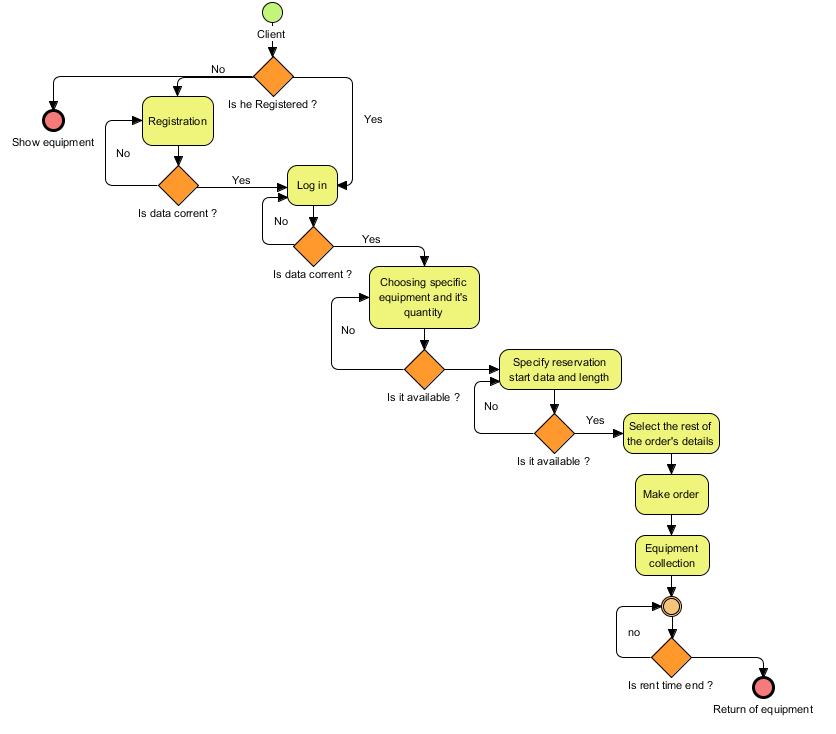 Client
No
Is he Registered ?
Registration
Yes
Show equipment
No
Yes
Log in
Is data corrent ?
No
Yes
Is data corrent ?
Choosing specific
equipment and it's
quantity
No
Is it available ?
Specify reservation
start data and length
No
Yes
Is it available ?
Select the rest of
the order's details
Make order
Equipment
collection
no
Is rent time end ?
Return of equipment